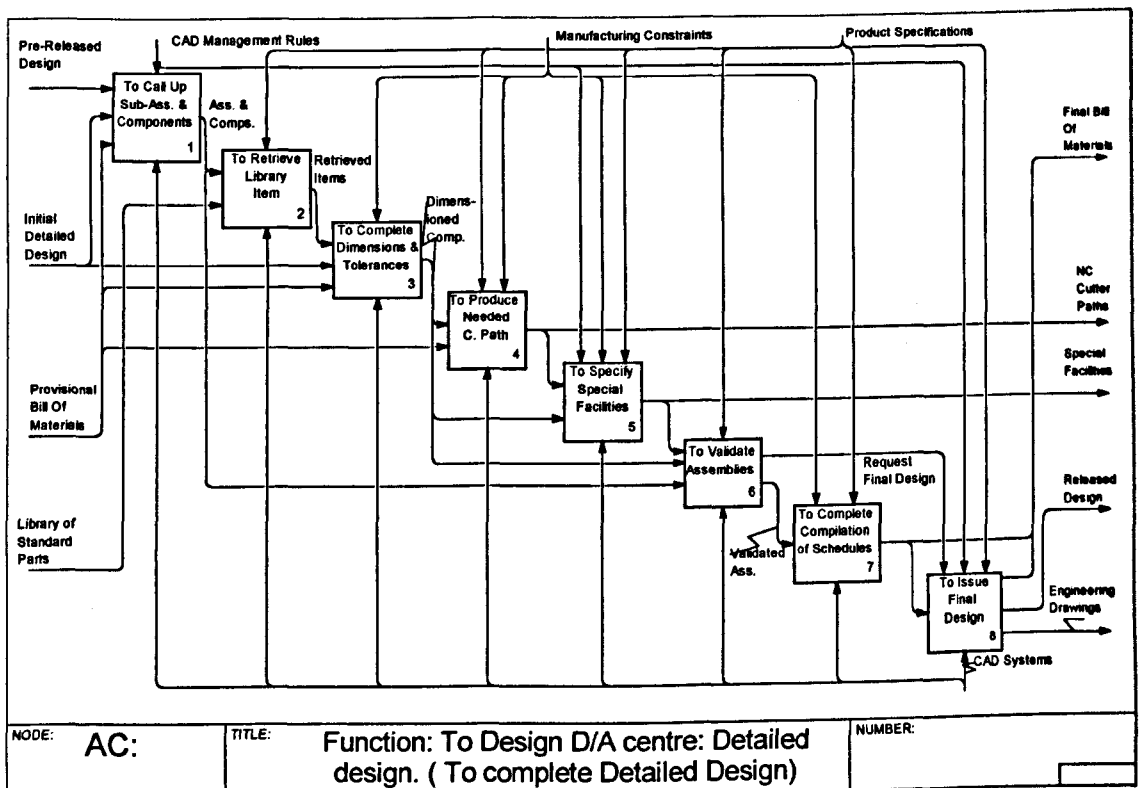 Pre-Released
Design
CAD Management Rules
Manufacturing Constraints
Product Specifications
To Call Up
Sub-Ass. &
Components
1
Ass. &
Comps.
To Retrieve
Library
Item
2
Retrieved
Items
Initial
Detailed
Design
To Complete
Dimensions &
Tolerances
3
Dimens-
ioned
Comp.
To Produce
Needed
C. Path
4
Provisional
Bill Of
Materials
To Specify
Special
Facilities
5
To Validate
Assemblies
6
Library of
Standard
Parts
Validated
Ass.
Request
Final Design
To Complete
Compilation
of Schedules
7
To Issue
Final
Design
8
CAD Systems
Final Bill
Of
Materials
NC
Cutter
Paths
Special
Facilities
Released
Design
Engineering
Drawings
NODE: AC:
TITLE: Function: To Design D/A centre: Detailed
design. ( To complete Detailed Design)
NUMBER: